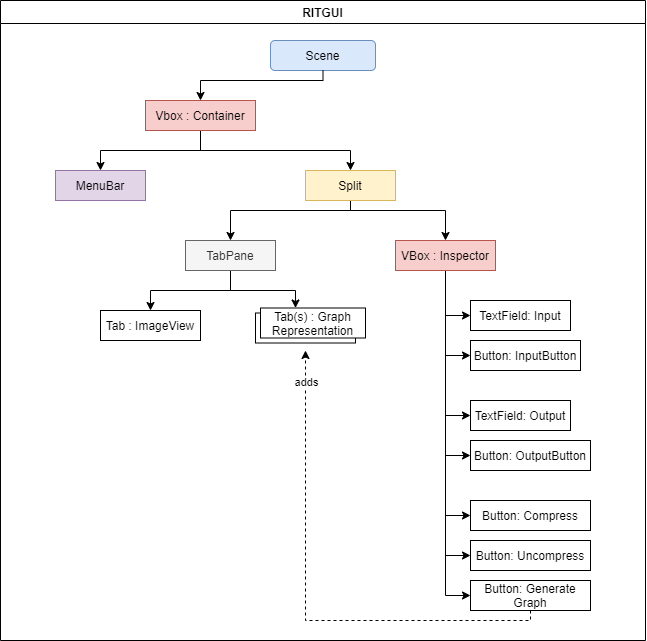 RITGUI
Scene
Vbox : Container
MenuBar
Split
TabPane
VBox : Inspector
Tab : ImageView
Tab(s) : Graph
Representation
TextField: Input
Button: InputButton
adds
TextField: Output
Button: OutputButton
Button: Compress
Button: Uncompress
Button: Generate
Graph